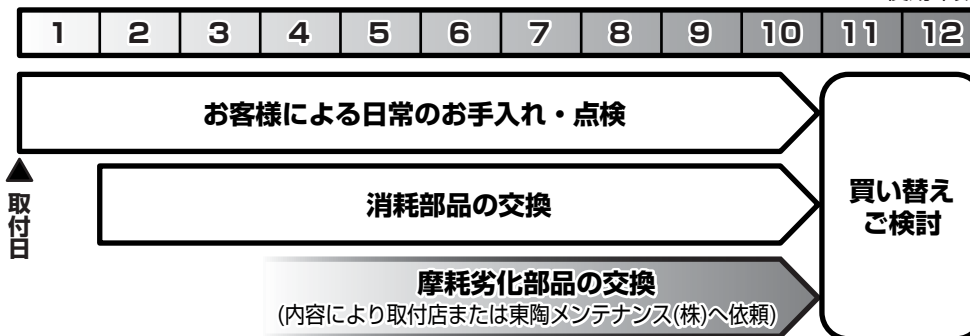 1 2 3 4 5 6 7 8 9 10 11 12
お客様による日常のお手入れ・点検
取付日
消耗部品の交換
買い替え
ご検討
摩耗劣化部品の交換
(内容により取付店または東陶メンテナンス(株)へ依頼)